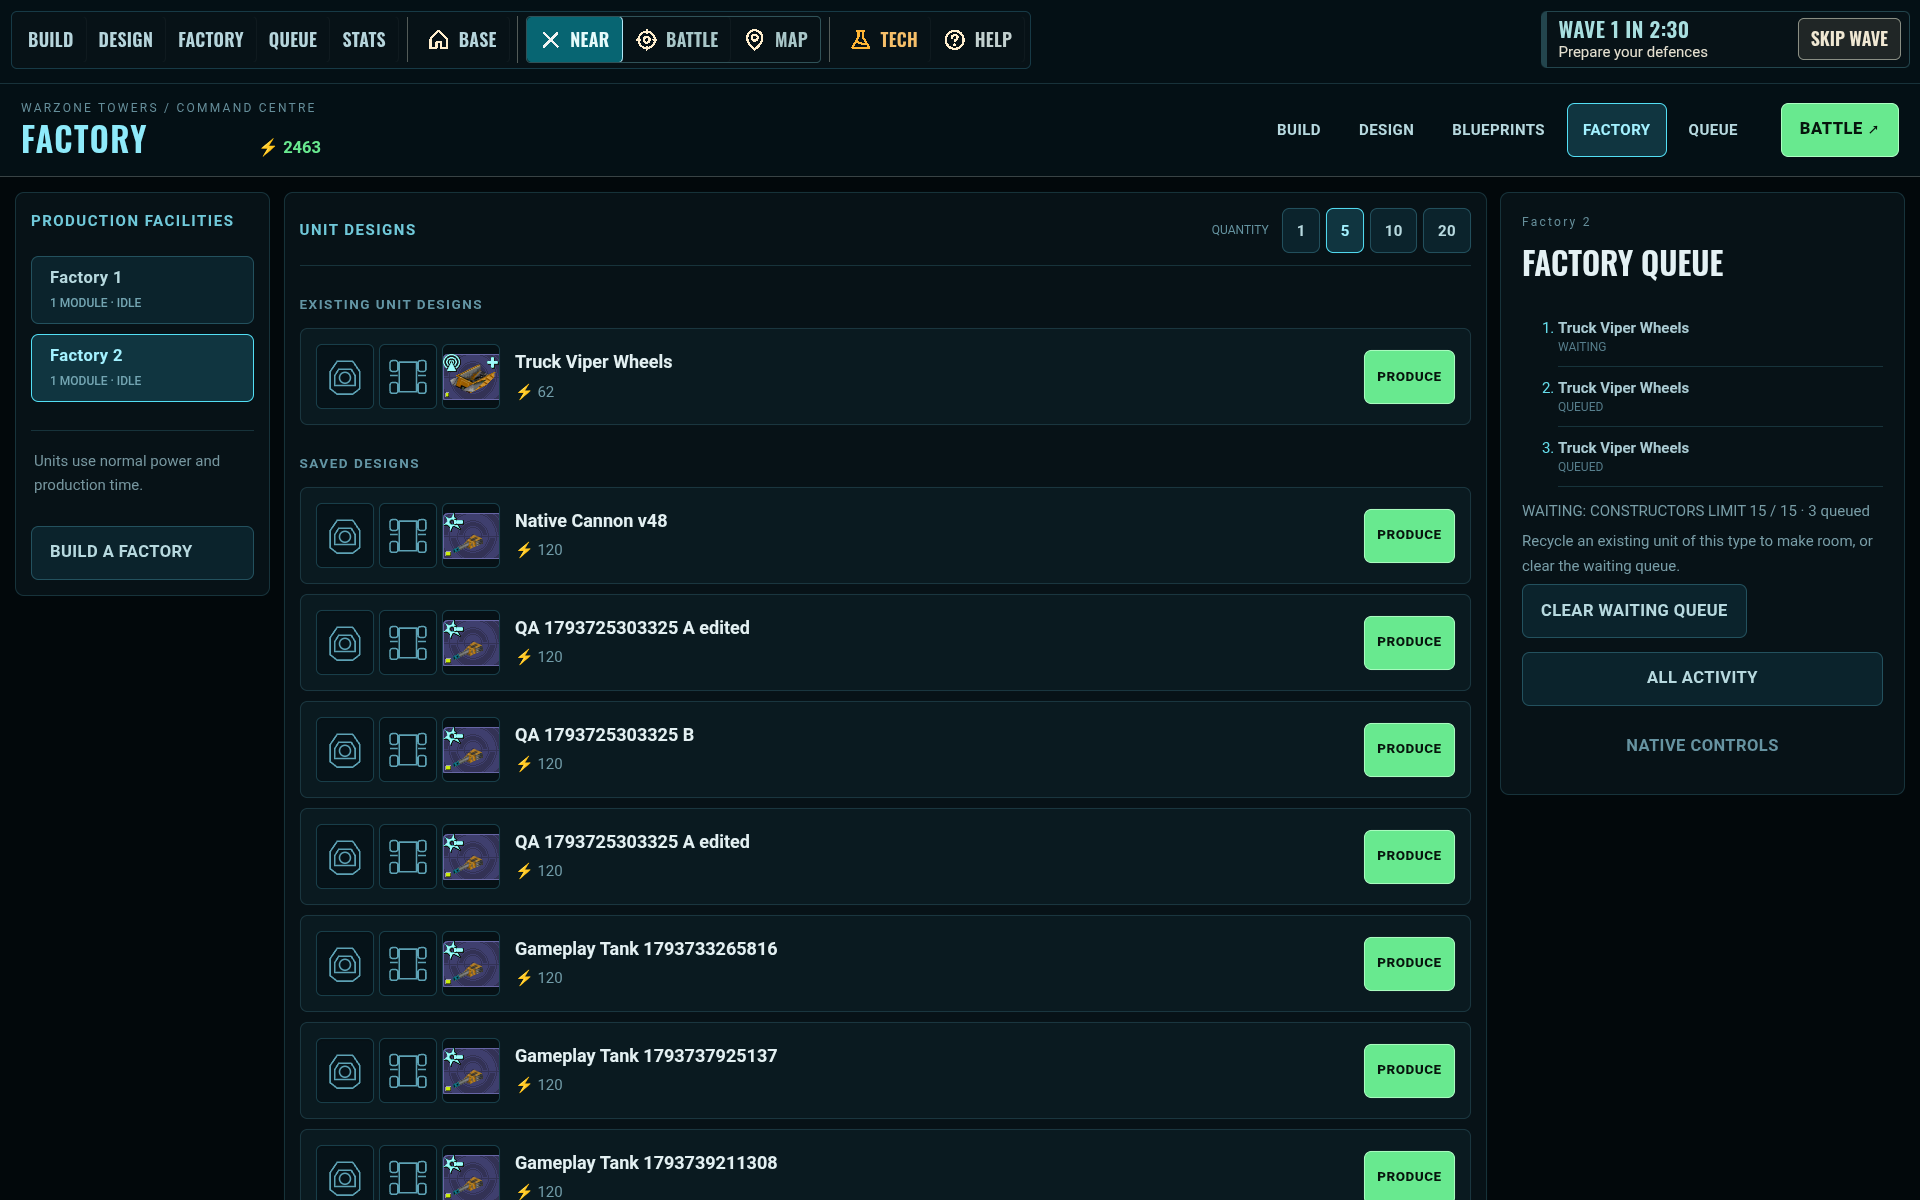 BUILD DESIGN FACTORY QUEUE STATS BASE NEAR BATTLE MAP TECH HELP
WAVE 1 IN 2:30
Prepare your defences
SKIP WAVE
WARZONE TOWERS / COMMAND CENTRE
FACTORY
⚡ 2463
BUILD DESIGN BLUEPRINTS FACTORY QUEUE BATTLE ↗
PRODUCTION FACILITIES
Factory 1
1 MODULE · IDLE
Factory 2
1 MODULE · IDLE
Units use normal power and
production time.
BUILD A FACTORY
UNIT DESIGNS
QUANTITY 1 5 10 20
EXISTING UNIT DESIGNS
Truck Viper Wheels
⚡ 62
PRODUCE
SAVED DESIGNS
Native Cannon v48
⚡ 120
PRODUCE
QA 1793725303325 A edited
⚡ 120
PRODUCE
QA 1793725303325 B
⚡ 120
PRODUCE
QA 1793725303325 A edited
⚡ 120
PRODUCE
Gameplay Tank 1793733265816
⚡ 120
PRODUCE
Gameplay Tank 1793737925137
⚡ 120
PRODUCE
Gameplay Tank 1793739211308
⚡ 120
PRODUCE
Factory 2
FACTORY QUEUE
1. Truck Viper Wheels
WAITING
2. Truck Viper Wheels
QUEUED
3. Truck Viper Wheels
QUEUED
WAITING: CONSTRUCTORS LIMIT 15 / 15 · 3 queued
Recycle an existing unit of this type to make room, or
clear the waiting queue.
CLEAR WAITING QUEUE
ALL ACTIVITY
NATIVE CONTROLS